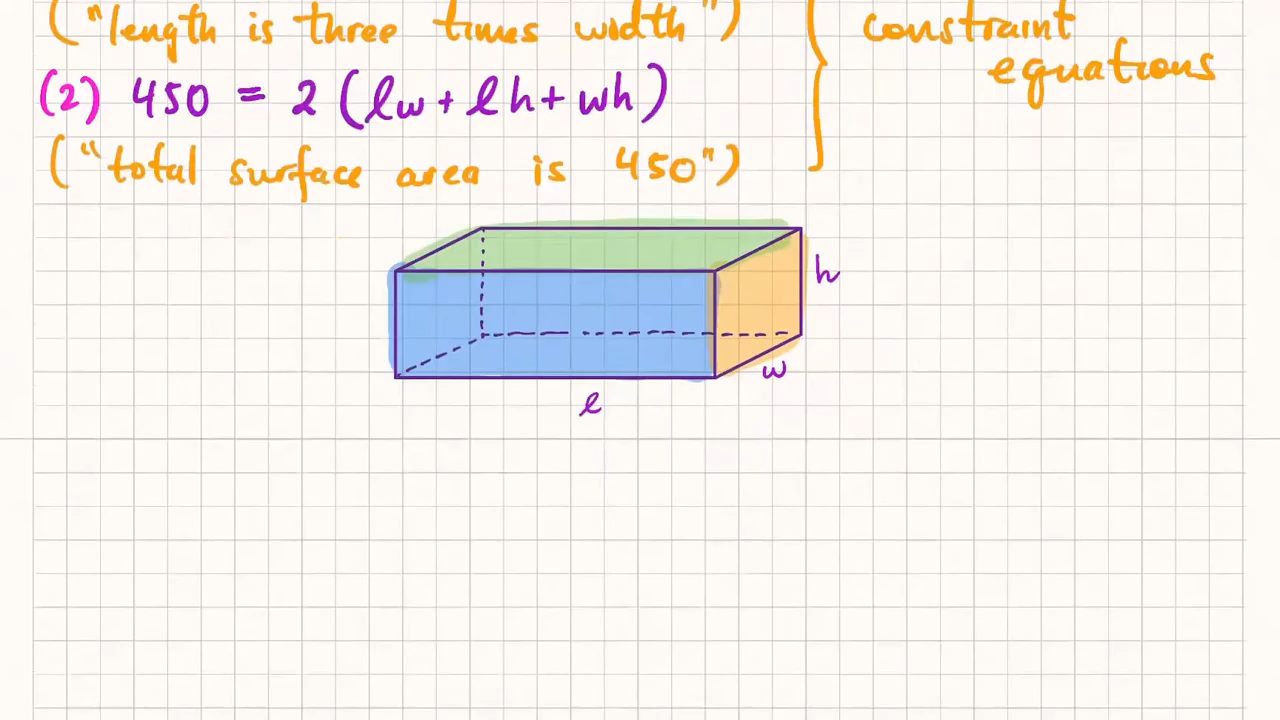 ("length is three times width")
(2) 450 = 2 (lw + lh + wh)
("total surface area is 450")
constraint
equations
h
w
l